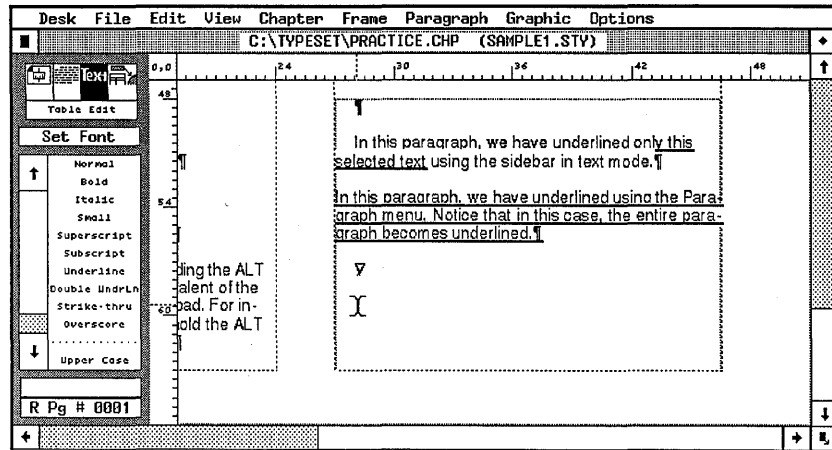 Desk File Edit View Chapter Frame Paragraph Graphic Options
C:\TYPESET\PRACTICE.CHP (SAMPLE1.STY)
Text
Table Edit
Set Font
Normal
Bold
Italic
Small
Superscript
Subscript
Underline
Double UndrLn
Strike-thru
Overscore
Upper Case
R Pg # 0001
0,0
24 30 36 42 48
48
54
60
¶
ding the ALT
alent of the
pad. For in-
old the ALT
¶
In this paragraph, we have underlined only this
selected text using the sidebar in text mode.¶
In this paragraph, we have underlined using the Para-
graph menu. Notice that in this case, the entire para-
graph becomes underlined.¶